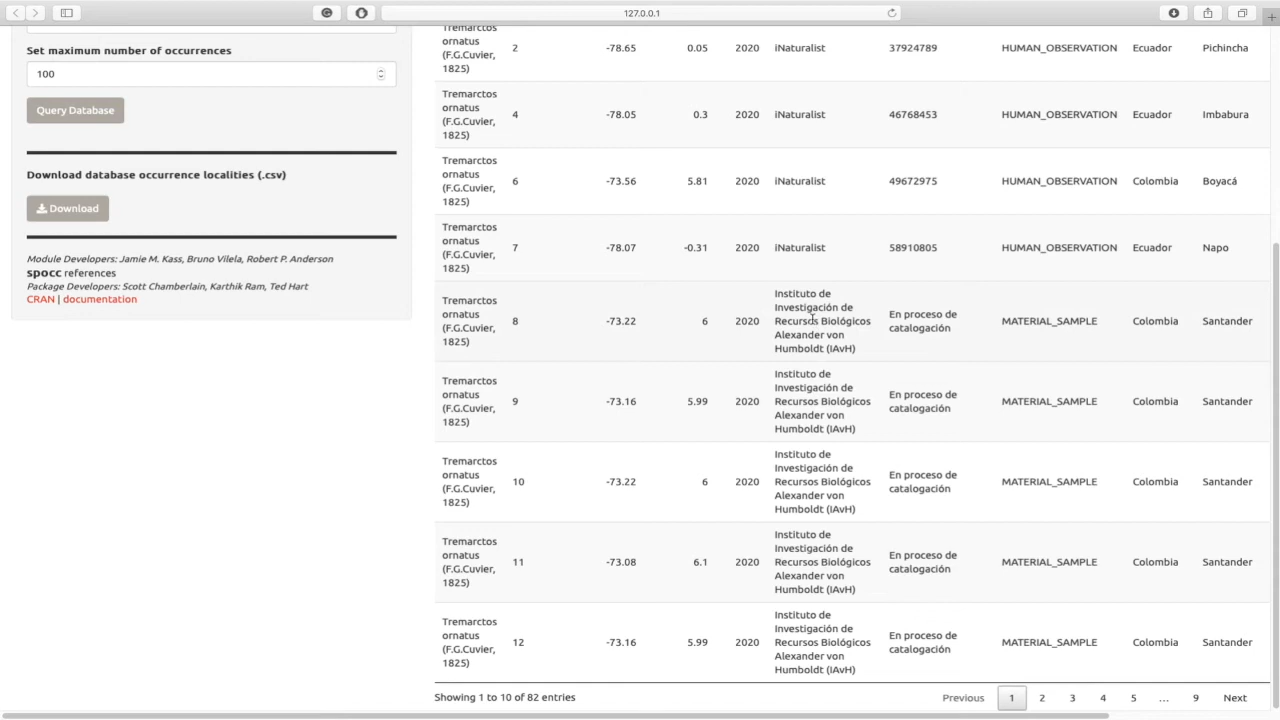 127.0.0.1
Set maximum number of occurrences
100
Query Database
Download database occurrence localities (.csv)
Download
Module Developers: Jamie M. Kass, Bruno Vilela, Robert P. Anderson
spocc references
Package Developers: Scott Chamberlain, Karthik Ram, Ted Hart
CRAN | documentation
Tremarctos
ornatus
(F.G.Cuvier,
1825)
2 -78.65 0.05 2020 iNaturalist 37924789 HUMAN_OBSERVATION Ecuador Pichincha
Tremarctos
ornatus
(F.G.Cuvier,
1825)
4 -78.05 0.3 2020 iNaturalist 46768453 HUMAN_OBSERVATION Ecuador Imbabura
Tremarctos
ornatus
(F.G.Cuvier,
1825)
6 -73.56 5.81 2020 iNaturalist 49672975 HUMAN_OBSERVATION Colombia Boyacá
Tremarctos
ornatus
(F.G.Cuvier,
1825)
7 -78.07 -0.31 2020 iNaturalist 58910805 HUMAN_OBSERVATION Ecuador Napo
Tremarctos
ornatus
(F.G.Cuvier,
1825)
8 -73.22 6 2020
Instituto de
Investigación de
Recursos Biológicos
Alexander von
Humboldt (IAvH)
En proceso de
catalogación
MATERIAL_SAMPLE Colombia Santander
Tremarctos
ornatus
(F.G.Cuvier,
1825)
9 -73.16 5.99 2020
Instituto de
Investigación de
Recursos Biológicos
Alexander von
Humboldt (IAvH)
En proceso de
catalogación
MATERIAL_SAMPLE Colombia Santander
Tremarctos
ornatus
(F.G.Cuvier,
1825)
10 -73.22 6 2020
Instituto de
Investigación de
Recursos Biológicos
Alexander von
Humboldt (IAvH)
En proceso de
catalogación
MATERIAL_SAMPLE Colombia Santander
Tremarctos
ornatus
(F.G.Cuvier,
1825)
11 -73.08 6.1 2020
Instituto de
Investigación de
Recursos Biológicos
Alexander von
Humboldt (IAvH)
En proceso de
catalogación
MATERIAL_SAMPLE Colombia Santander
Tremarctos
ornatus
(F.G.Cuvier,
1825)
12 -73.16 5.99 2020
Instituto de
Investigación de
Recursos Biológicos
Alexander von
Humboldt (IAvH)
En proceso de
catalogación
MATERIAL_SAMPLE Colombia Santander
Showing 1 to 10 of 82 entries
Previous 1 2 3 4 5 ... 9 Next